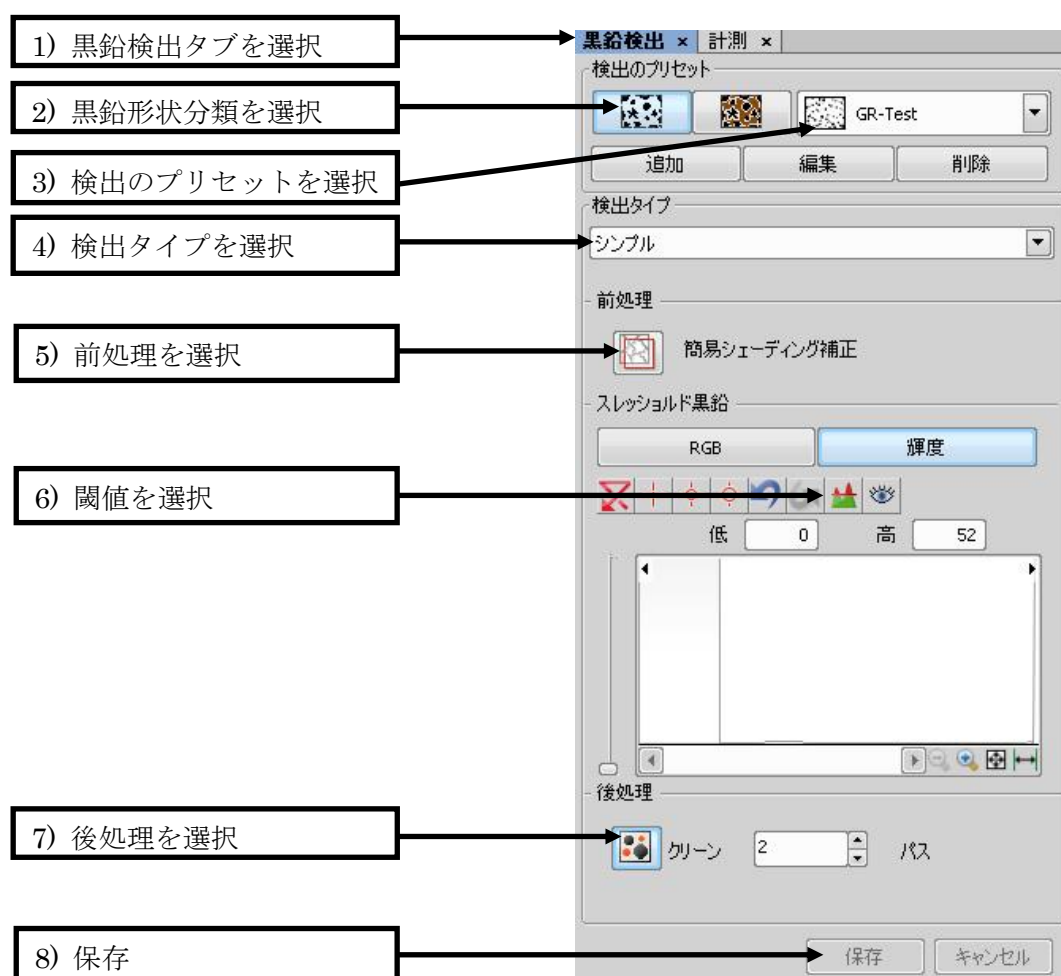 1) 黒鉛検出タブを選択
2) 黒鉛形状分類を選択
3) 検出のプリセットを選択
4) 検出タイプを選択
5) 前処理を選択
6) 閾値を選択
7) 後処理を選択
8) 保存
黒鉛検出 × 計測 ×
検出のプリセット
GR-Test
追加 編集 削除
検出タイプ
シンプル
前処理
簡易シェーディング補正
スレッショルド黒鉛
RGB 輝度
低 0 高 52
後処理
クリーン 2 パス
保存 キャンセル